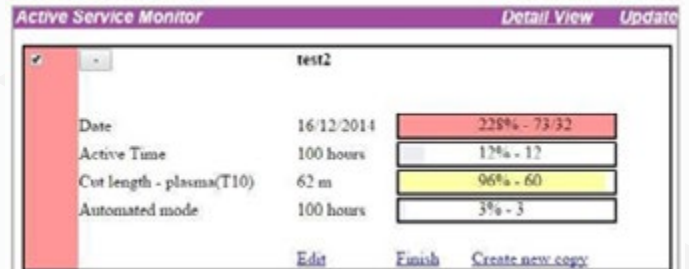 Active Service Monitor Detail View Update
- test2
Date 16/12/2014 228% - 73/32
Active Time 100 hours 12% - 12
Cut length - plasma(T10) 62 m 96% - 60
Automated mode 100 hours 3% - 3
Edit Finish Create new copy